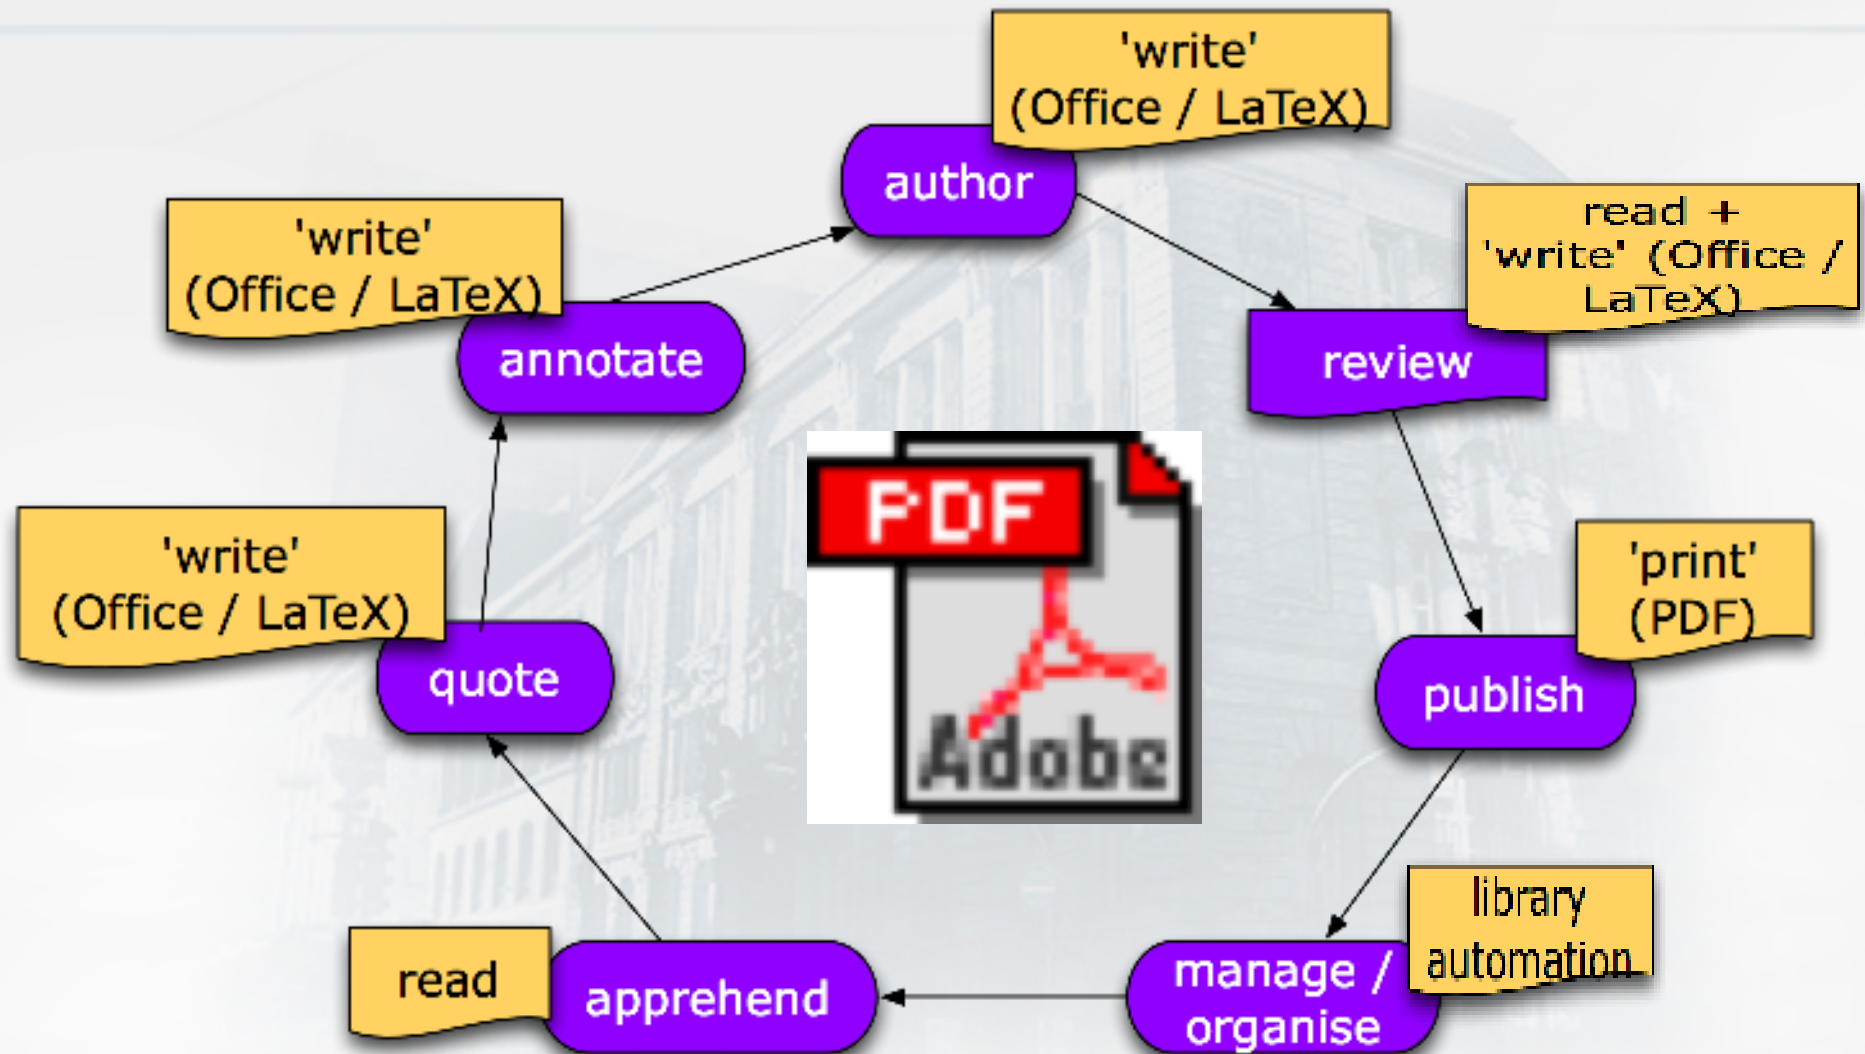 'write'
(Office / LaTeX)
author
read +
'write' (Office /
LaTeX)
review
'print'
(PDF)
publish
library
automation
manage /
organise
read
apprehend
'write'
(Office / LaTeX)
quote
'write'
(Office / LaTeX)
annotate
PDF
Adobe